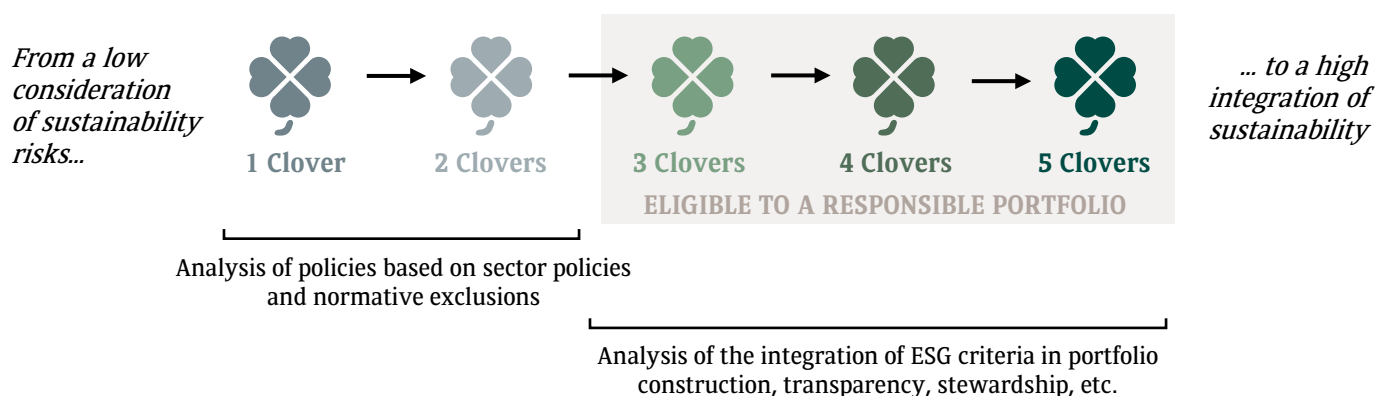 From a low
consideration
of sustainability
risks...
1 Clover
2 Clovers
3 Clovers
4 Clovers
5 Clovers
... to a high
integration of
sustainability
ELIGIBLE TO A RESPONSIBLE PORTFOLIO
Analysis of policies based on sector policies
and normative exclusions
Analysis of the integration of ESG criteria in portfolio
construction, transparency, stewardship, etc.